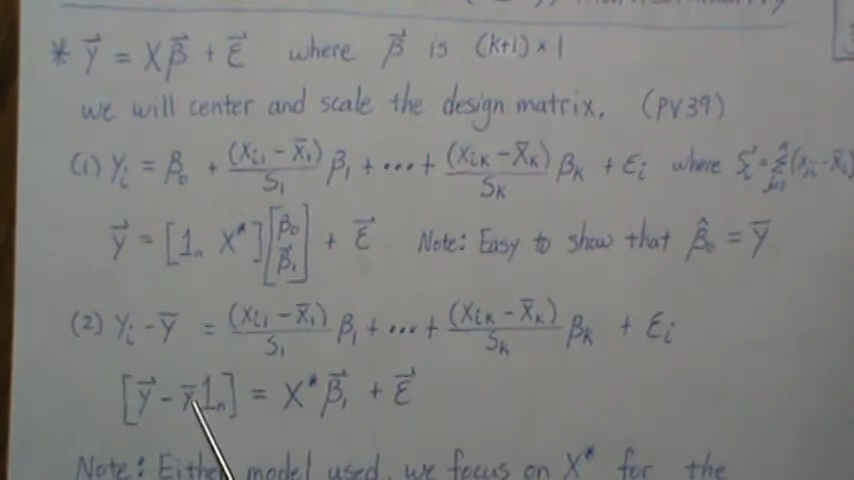 * Y⃗ = Xβ⃗ + ε⃗ where β⃗ is (k+1) × 1
we will center and scale the design matrix. (PV39)
(1) Yi = β₀ + (Xi1 − X̄1)/S1 β1 + ··· + (Xik − X̄k)/Sk βk + εi where
Y⃗ = [1n X*][β₀ β⃗1] + ε⃗ Note: Easy to show that β̂₀ = Ȳ
(2) Yi − Ȳ = (Xi1 − X̄1)/S1 β1 + ··· + (Xik − X̄k)/Sk βk + εi
[Y⃗ − Ȳ1n] = X* β⃗1 + ε⃗
Note: Either model used, we focus on X* for the